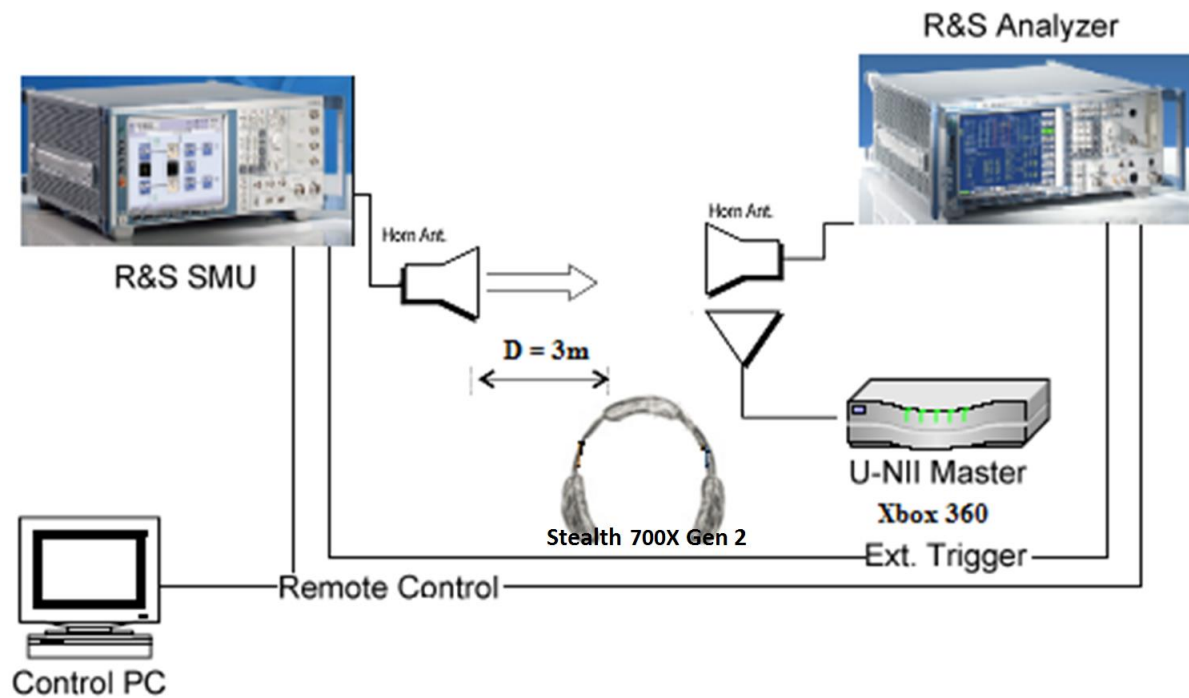 R&S Analyzer
Horn Ant.
Horn Ant.
R&S SMU
D = 3m
U-NII Master
Xbox 360
Stealth 700X Gen 2
Ext. Trigger
Remote Control
Control PC